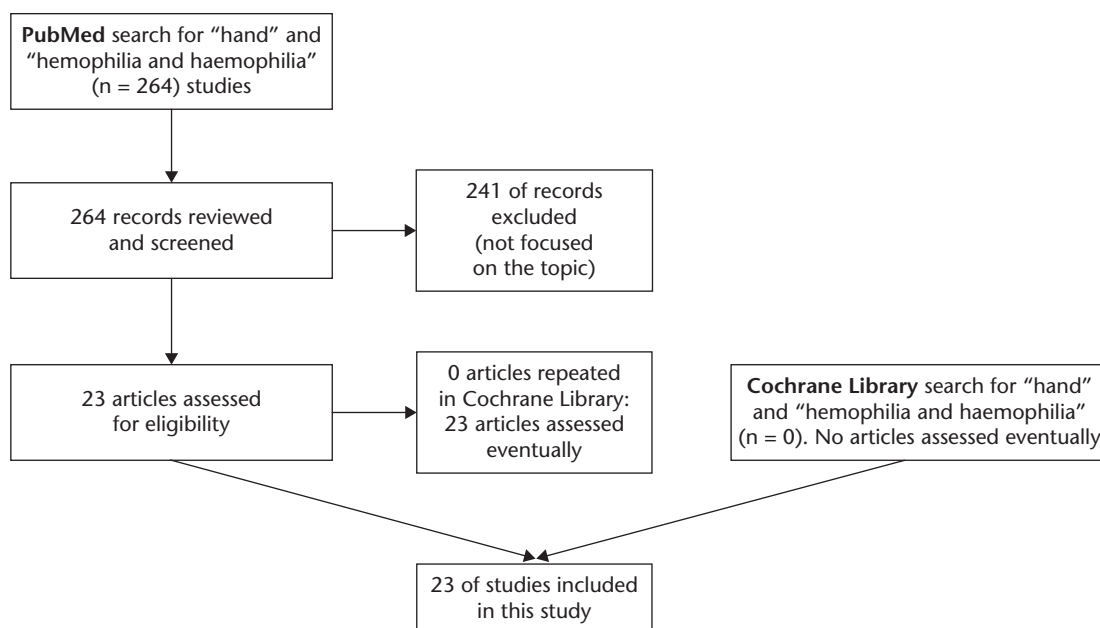 PubMed search for “hand” and
“hemophilia and haemophilia”
(n = 264) studies
264 records reviewed
and screened
241 of records
excluded
(not focused
on the topic)
23 articles assessed
for eligibility
0 articles repeated
in Cochrane Library:
23 articles assessed
eventually
Cochrane Library search for “hand”
and “hemophilia and haemophilia”
(n = 0). No articles assessed eventually
23 of studies included
in this study